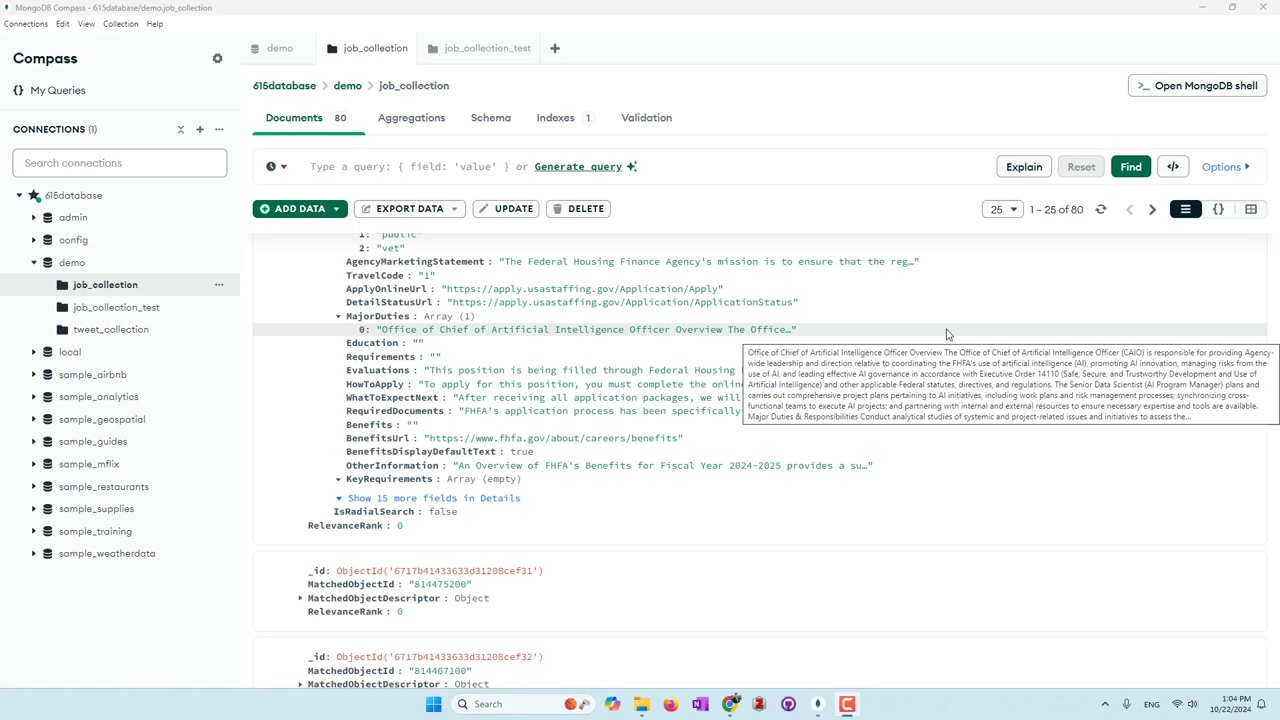 MongoDB Compass - 615database/demo.job_collection
Connections Edit View Collection Help
Compass
My Queries
CONNECTIONS (1)
Search connections
615database
admin
config
demo
job_collection
job_collection_test
tweet_collection
local
sample_airbnb
sample_analytics
sample_geospatial
sample_guides
sample_mflix
sample_restaurants
sample_supplies
sample_training
sample_weatherdata
demo job_collection job_collection_test
615database > demo > job_collection
>_ Open MongoDB shell
Documents 80 Aggregations Schema Indexes 1 Validation
Type a query: { field: 'value' } or Generate query
Explain Reset Find </> Options
ADD DATA EXPORT DATA UPDATE DELETE
25 1 – 25 of 80
1: "public"
2: "vet"
AgencyMarketingStatement : "The Federal Housing Finance Agency's mission is to ensure that the reg…"
TravelCode : "1"
ApplyOnlineUrl : "https://apply.usastaffing.gov/Application/Apply"
DetailStatusUrl : "https://apply.usastaffing.gov/Application/ApplicationStatus"
MajorDuties : Array (1)
0: "Office of Chief of Artificial Intelligence Officer Overview The Office…"
Education : ""
Requirements : ""
Evaluations : "This position is being filled through Federal Housing
HowToApply : "To apply for this position, you must complete the onlin
WhatToExpectNext : "After receiving all application packages, we will
RequiredDocuments : "FHFA's application process has been specifically
Benefits : ""
BenefitsUrl : "https://www.fhfa.gov/about/careers/benefits"
BenefitsDisplayDefaultText : true
OtherInformation : "An Overview of FHFA's Benefits for Fiscal Year 2024-2025 provides a su…"
KeyRequirements : Array (empty)
Show 15 more fields in Details
IsRadialSearch : false
RelevanceRank : 0
Office of Chief of Artificial Intelligence Officer Overview The Office of Chief of Artificial Intelligence Officer (CAIO) is responsible for providing Agency-
wide leadership and direction relative to coordinating the FHFA's use of artificial intelligence (AI), promoting AI innovation, managing risks from the
use of AI, and leading effective AI governance in accordance with Executive Order 14110 (Safe, Secure, and Trustworthy Development and Use of
Artificial Intelligence) and other applicable Federal statutes, directives, and regulations. The Senior Data Scientist (AI Program Manager) plans and
carries out comprehensive project plans pertaining to AI initiatives, including work plans and risk management processes; synchronizing cross-
functional teams to execute AI projects; and partnering with internal and external resources to ensure necessary expertise and tools are available.
Major Duties & Responsibilities Conduct analytical studies of systemic and project-related issues and initiatives to assess the...
_id: ObjectId('6717b41433633d31208cef31')
MatchedObjectId : "814475200"
MatchedObjectDescriptor : Object
RelevanceRank : 0
_id: ObjectId('6717b41433633d31208cef32')
MatchedObjectId : "814467100"
MatchedObjectDescriptor : Object
Search
ENG
1:04 PM
10/22/2024